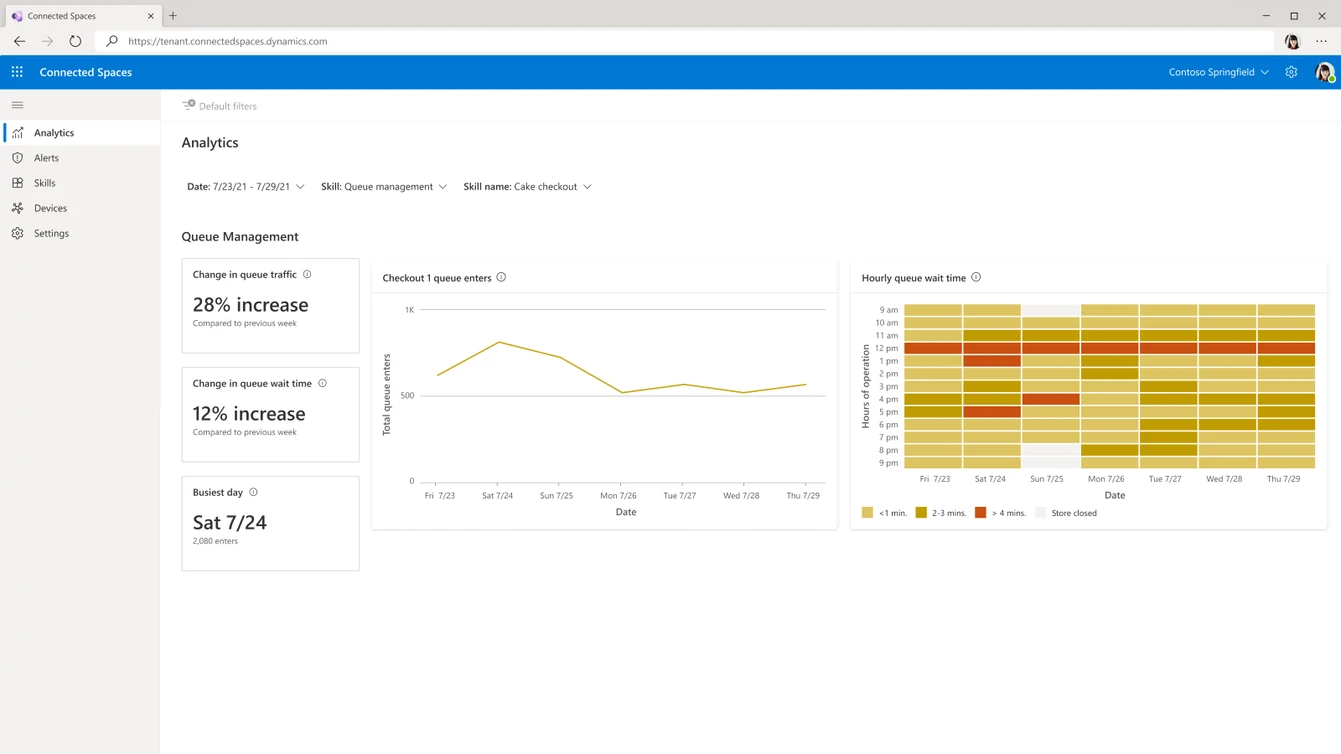 Connected Spaces
https://tenant.connectedspaces.dynamics.com
Connected Spaces
Contoso Springfield
Default filters
Analytics
Alerts
Skills
Devices
Settings
Analytics
Date: 7/23/21 - 7/29/21 Skill: Queue management Skill name: Cake checkout
Queue Management
Change in queue traffic
28% increase
Compared to previous week
Change in queue wait time
12% increase
Compared to previous week
Busiest day
Sat 7/24
2,080 enters
Checkout 1 queue enters
Total queue enters
1K
500
0
Fri 7/23 Sat 7/24 Sun 7/25 Mon 7/26 Tue 7/27 Wed 7/28 Thu 7/29
Date
Hourly queue wait time
Hours of operation
9 am
10 am
11 am
12 pm
1 pm
2 pm
3 pm
4 pm
5 pm
6 pm
7 pm
8 pm
9 pm
Fri 7/23 Sat 7/24 Sun 7/25 Mon 7/26 Tue 7/27 Wed 7/28 Thu 7/29
Date
<1 min. 2-3 mins. > 4 mins. Store closed